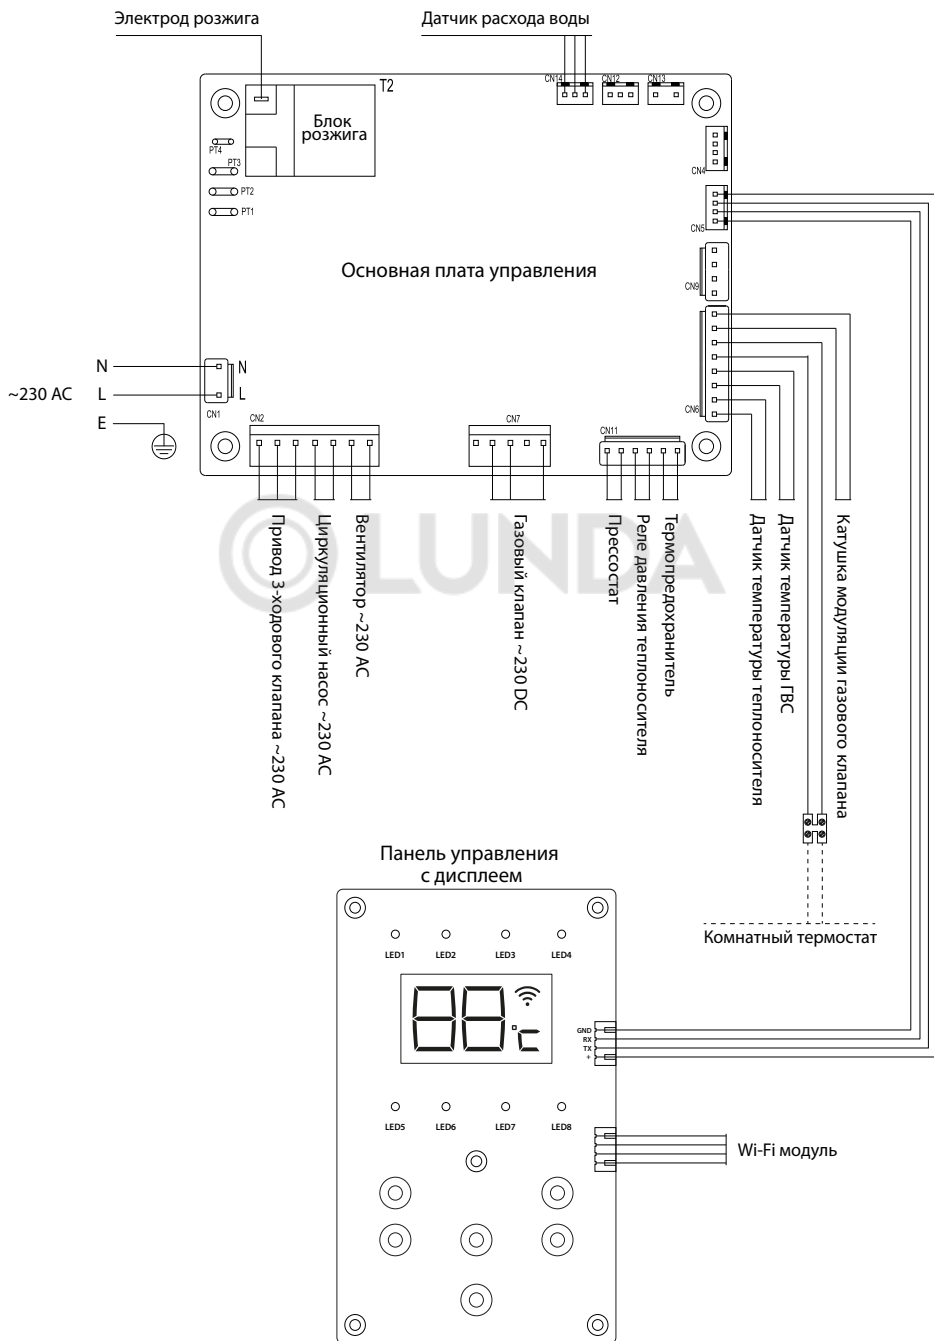 Электрод розжига
Датчик расхода воды
T2
CN14
CN12
CN13
Блок
розжига
PT4
PT3
PT2
PT1
CN4
CN5
Основная плата управления
CN9
N
N
~230 AC
L
L
E
CN1
CN2
CN7
CN11
CN6
LUNDA
Привод 3-ходового клапана ~230 AC
Циркуляционный насос ~230 AC
Вентилятор ~230 AC
Газовый клапан ~230 DC
Прессостат
Реле давления теплоносителя
Термопредохранитель
Датчик температуры теплоносителя
Датчик температуры ГВС
Катушка модуляции газового клапана
Комнатный термостат
Панель управления
с дисплеем
LED1
LED2
LED3
LED4
88
°C
GND
RX
TX
+
LED5
LED6
LED7
LED8
Wi-Fi модуль